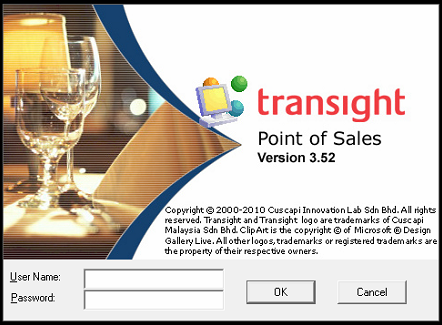 transight
Point of Sales
Version 3.52
Copyright © 2000-2010 Cuscapi Innovation Lab Sdn Bhd. All rights
reserved. Transight and Transight logo are trademarks of Cuscapi
Malaysia Sdn Bhd. ClipArt is the copyright © of Microsoft ® Design
Gallery Live. All other logos, trademarks or registered trademarks are
the property of their respective owners.
User Name:
Password:
OK
Cancel